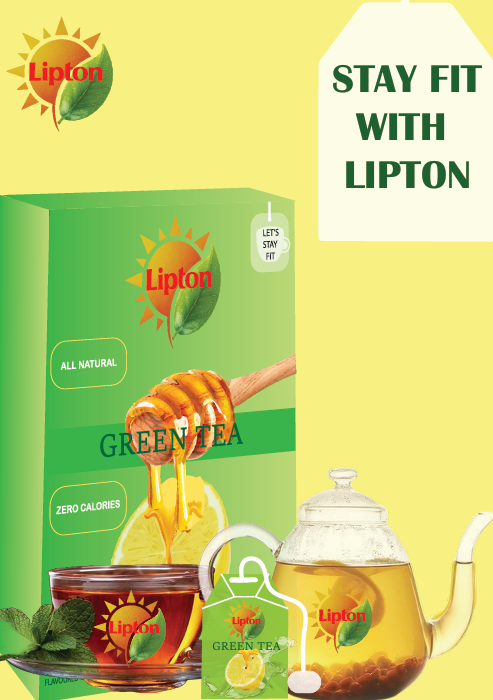 Lipton
STAY FIT
WITH
LIPTON
LET'S
STAY
FIT
Lipton
ALL NATURAL
GREEN TEA
ZERO CALORIES
Lipton
Lipton
GREEN TEA
Lipton